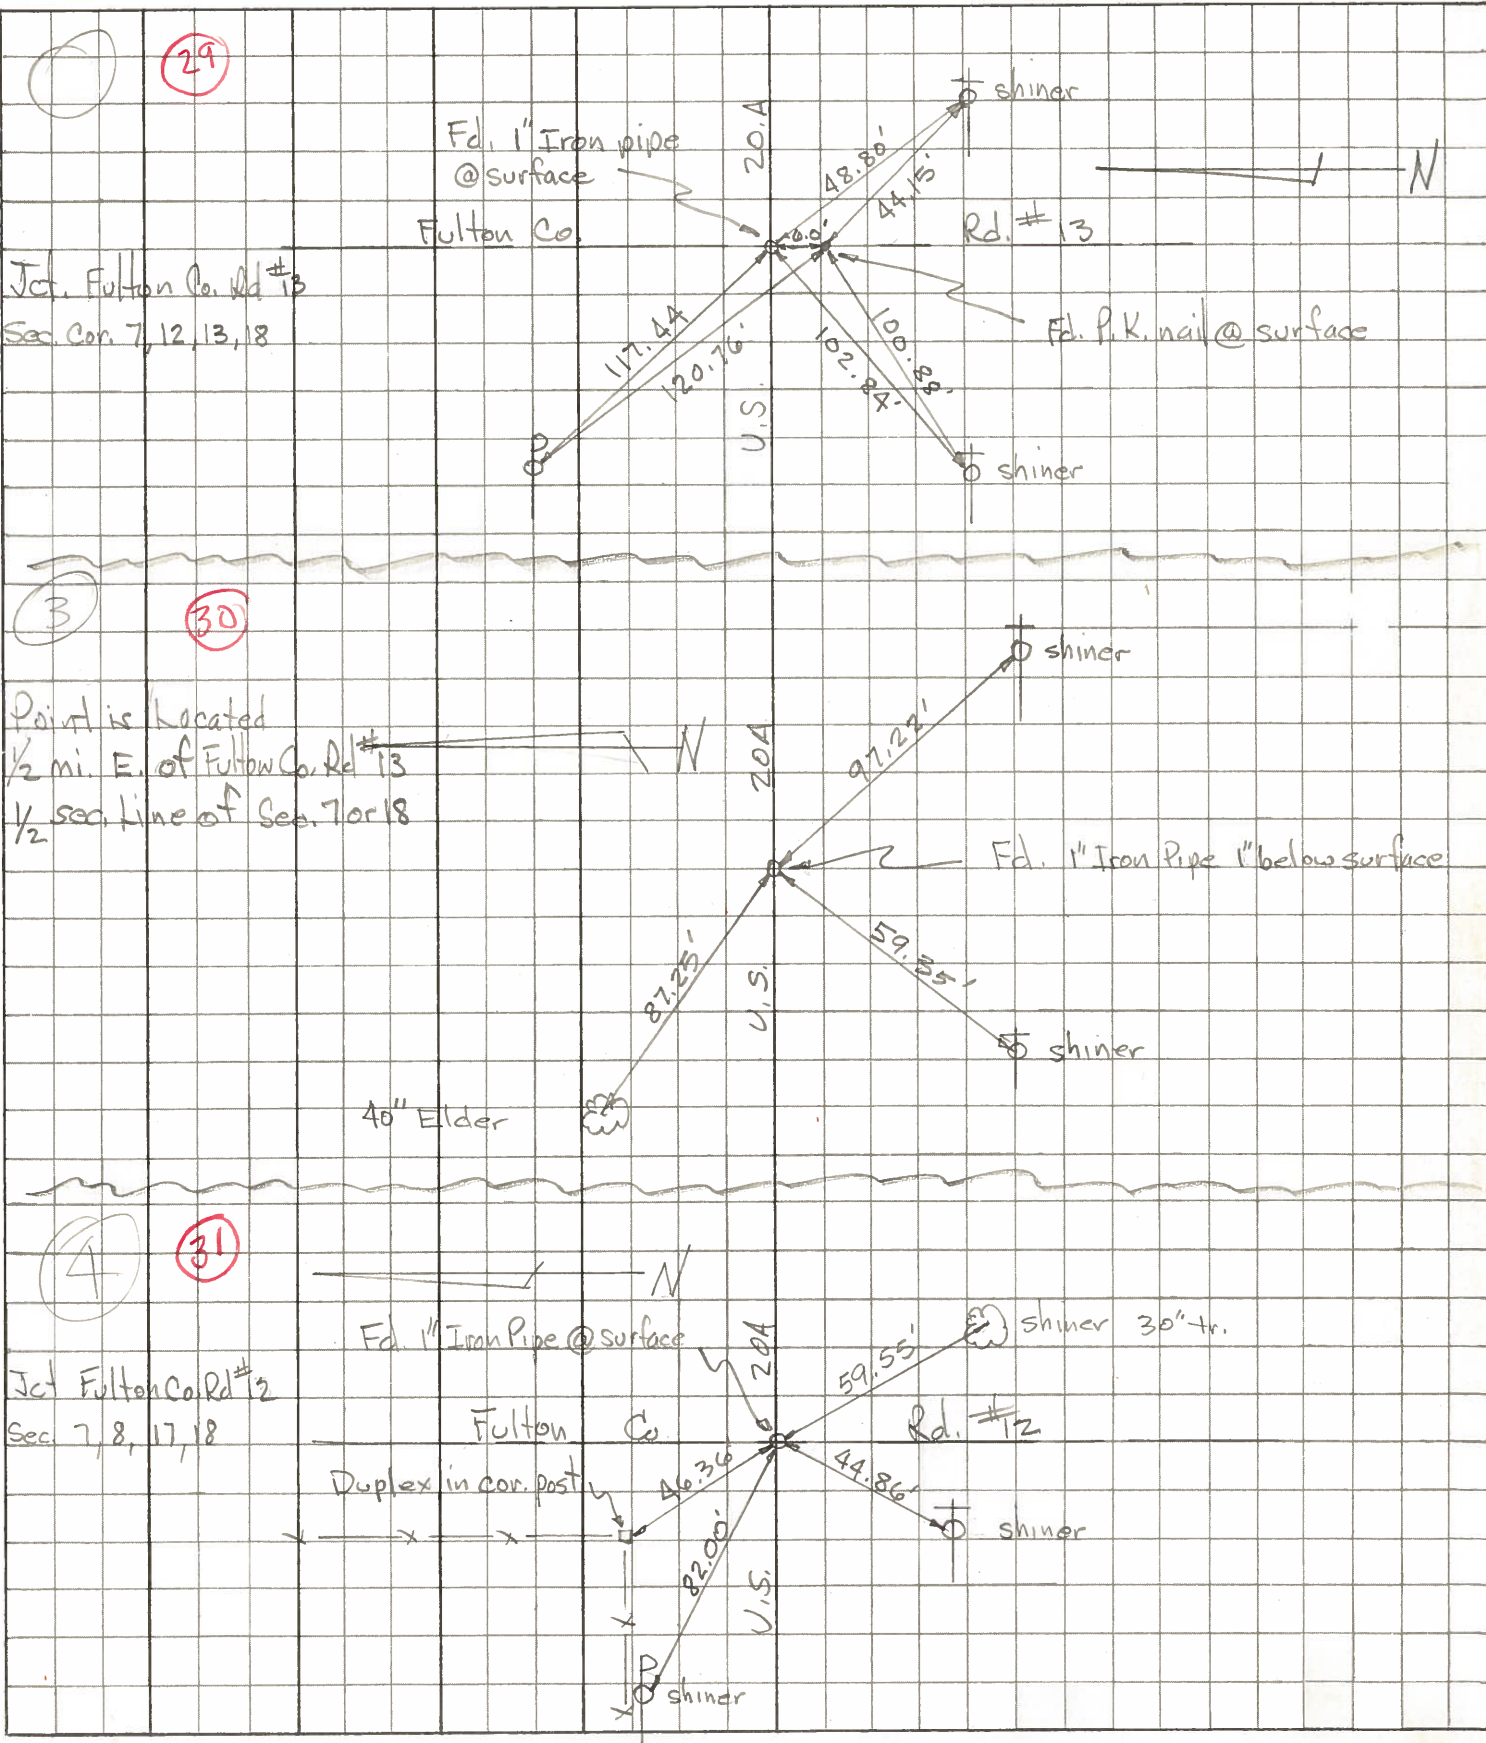 29
shiner
Fd. 1" Iron pipe
@ surface
20.A
48.80'
44.15'
N
Fulton Co.
6.0'
Rd. #13
Jct. Fulton Co. Rd #13
Sec. Cor. 7, 12, 13, 18
Fd. P.K. nail @ surface
117.44
120.76'
102.84'
100.88'
U.S.
P
shiner
3
30
shiner
Point is Located
1/2 mi. E. of Fulton Co. Rd #13
1/2 sec. Line of Sec. 7 or 18
N
20A
97.22'
Fd. 1" Iron Pipe 1" below surface
87.25'
59.35'
U.S.
shiner
40" Elder
4
31
N
Fd. 1" Iron Pipe @ surface
20A
59.55'
shiner 30" tr.
Jct Fulton Co. Rd #12
Sec. 7, 8, 17, 18
Fulton Co
Rd. #12
Duplex in cor. post
46.36'
44.86'
shiner
82.00'
U.S.
P
shiner